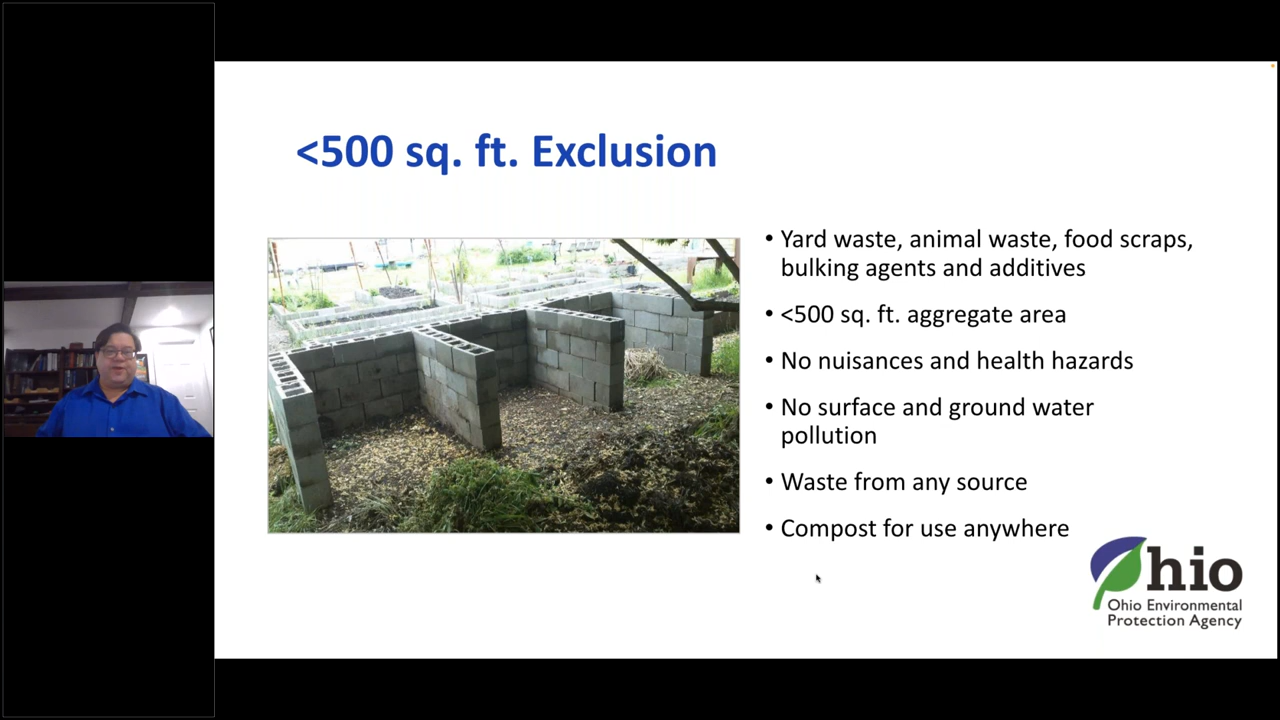 <500 sq. ft. Exclusion
• Yard waste, animal waste, food scraps,
bulking agents and additives
• <500 sq. ft. aggregate area
• No nuisances and health hazards
• No surface and ground water
pollution
• Waste from any source
• Compost for use anywhere
Ohio
Ohio Environmental
Protection Agency